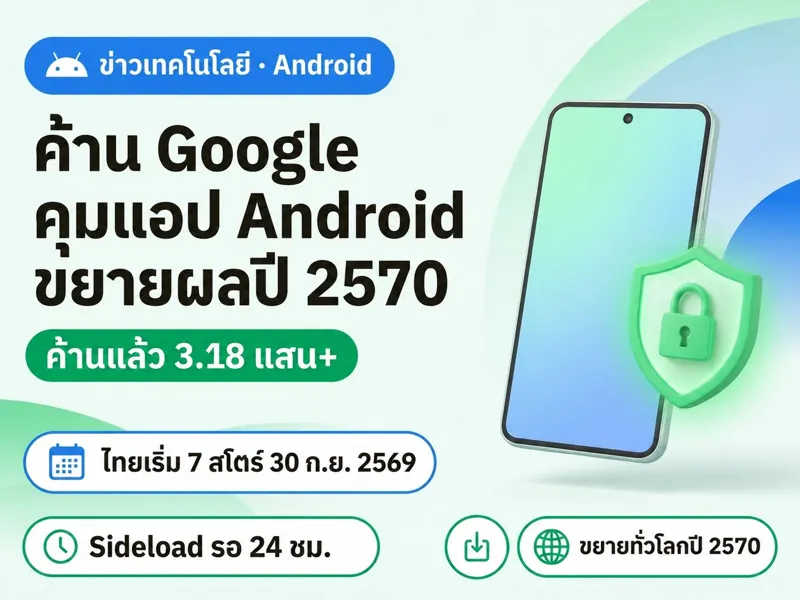 ข่าวเทคโนโลยี · Android
ค้าน Google
คุมแอป Android
ขยายผลปี 2570
ค้านแล้ว 3.18 แสน+
ไทยเริ่ม 7 สโตร์ 30 ก.ย. 2569
Sideload รอ 24 ชม.
ขยายทั่วโลกปี 2570